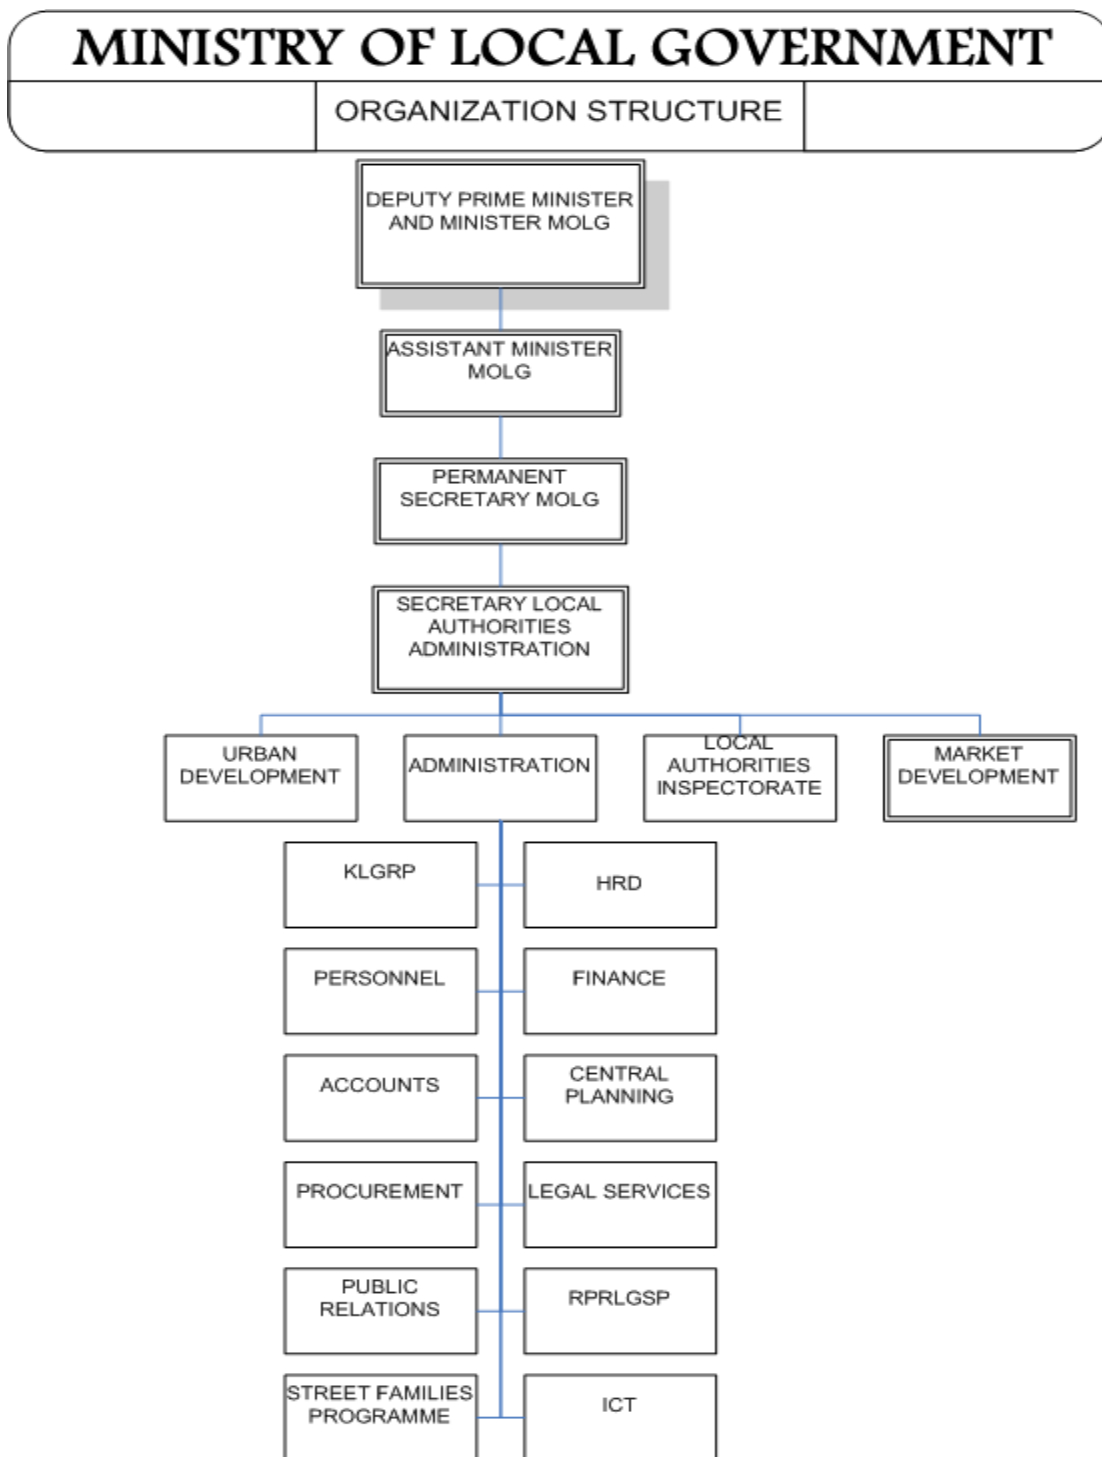 MINISTRY OF LOCAL GOVERNMENT
ORGANIZATION STRUCTURE
DEPUTY PRIME MINISTER
AND MINISTER MOLG
ASSISTANT MINISTER
MOLG
PERMANENT
SECRETARY MOLG
SECRETARY LOCAL
AUTHORITIES
ADMINISTRATION
URBAN
DEVELOPMENT
ADMINISTRATION
LOCAL
AUTHORITIES
INSPECTORATE
MARKET
DEVELOPMENT
KLGRP
HRD
PERSONNEL
FINANCE
ACCOUNTS
CENTRAL
PLANNING
PROCUREMENT
LEGAL SERVICES
PUBLIC
RELATIONS
RPRLGSP
STREET FAMILIES
PROGRAMME
ICT